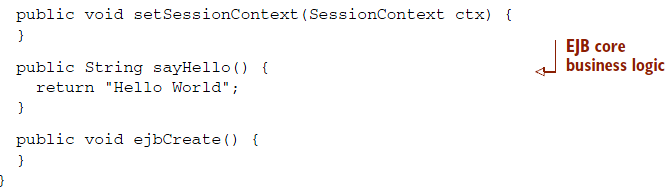 public void setSessionContext(SessionContext ctx) {
}
public String sayHello() {
return "Hello World";
}
public void ejbCreate() {
}
}
EJB core
business logic